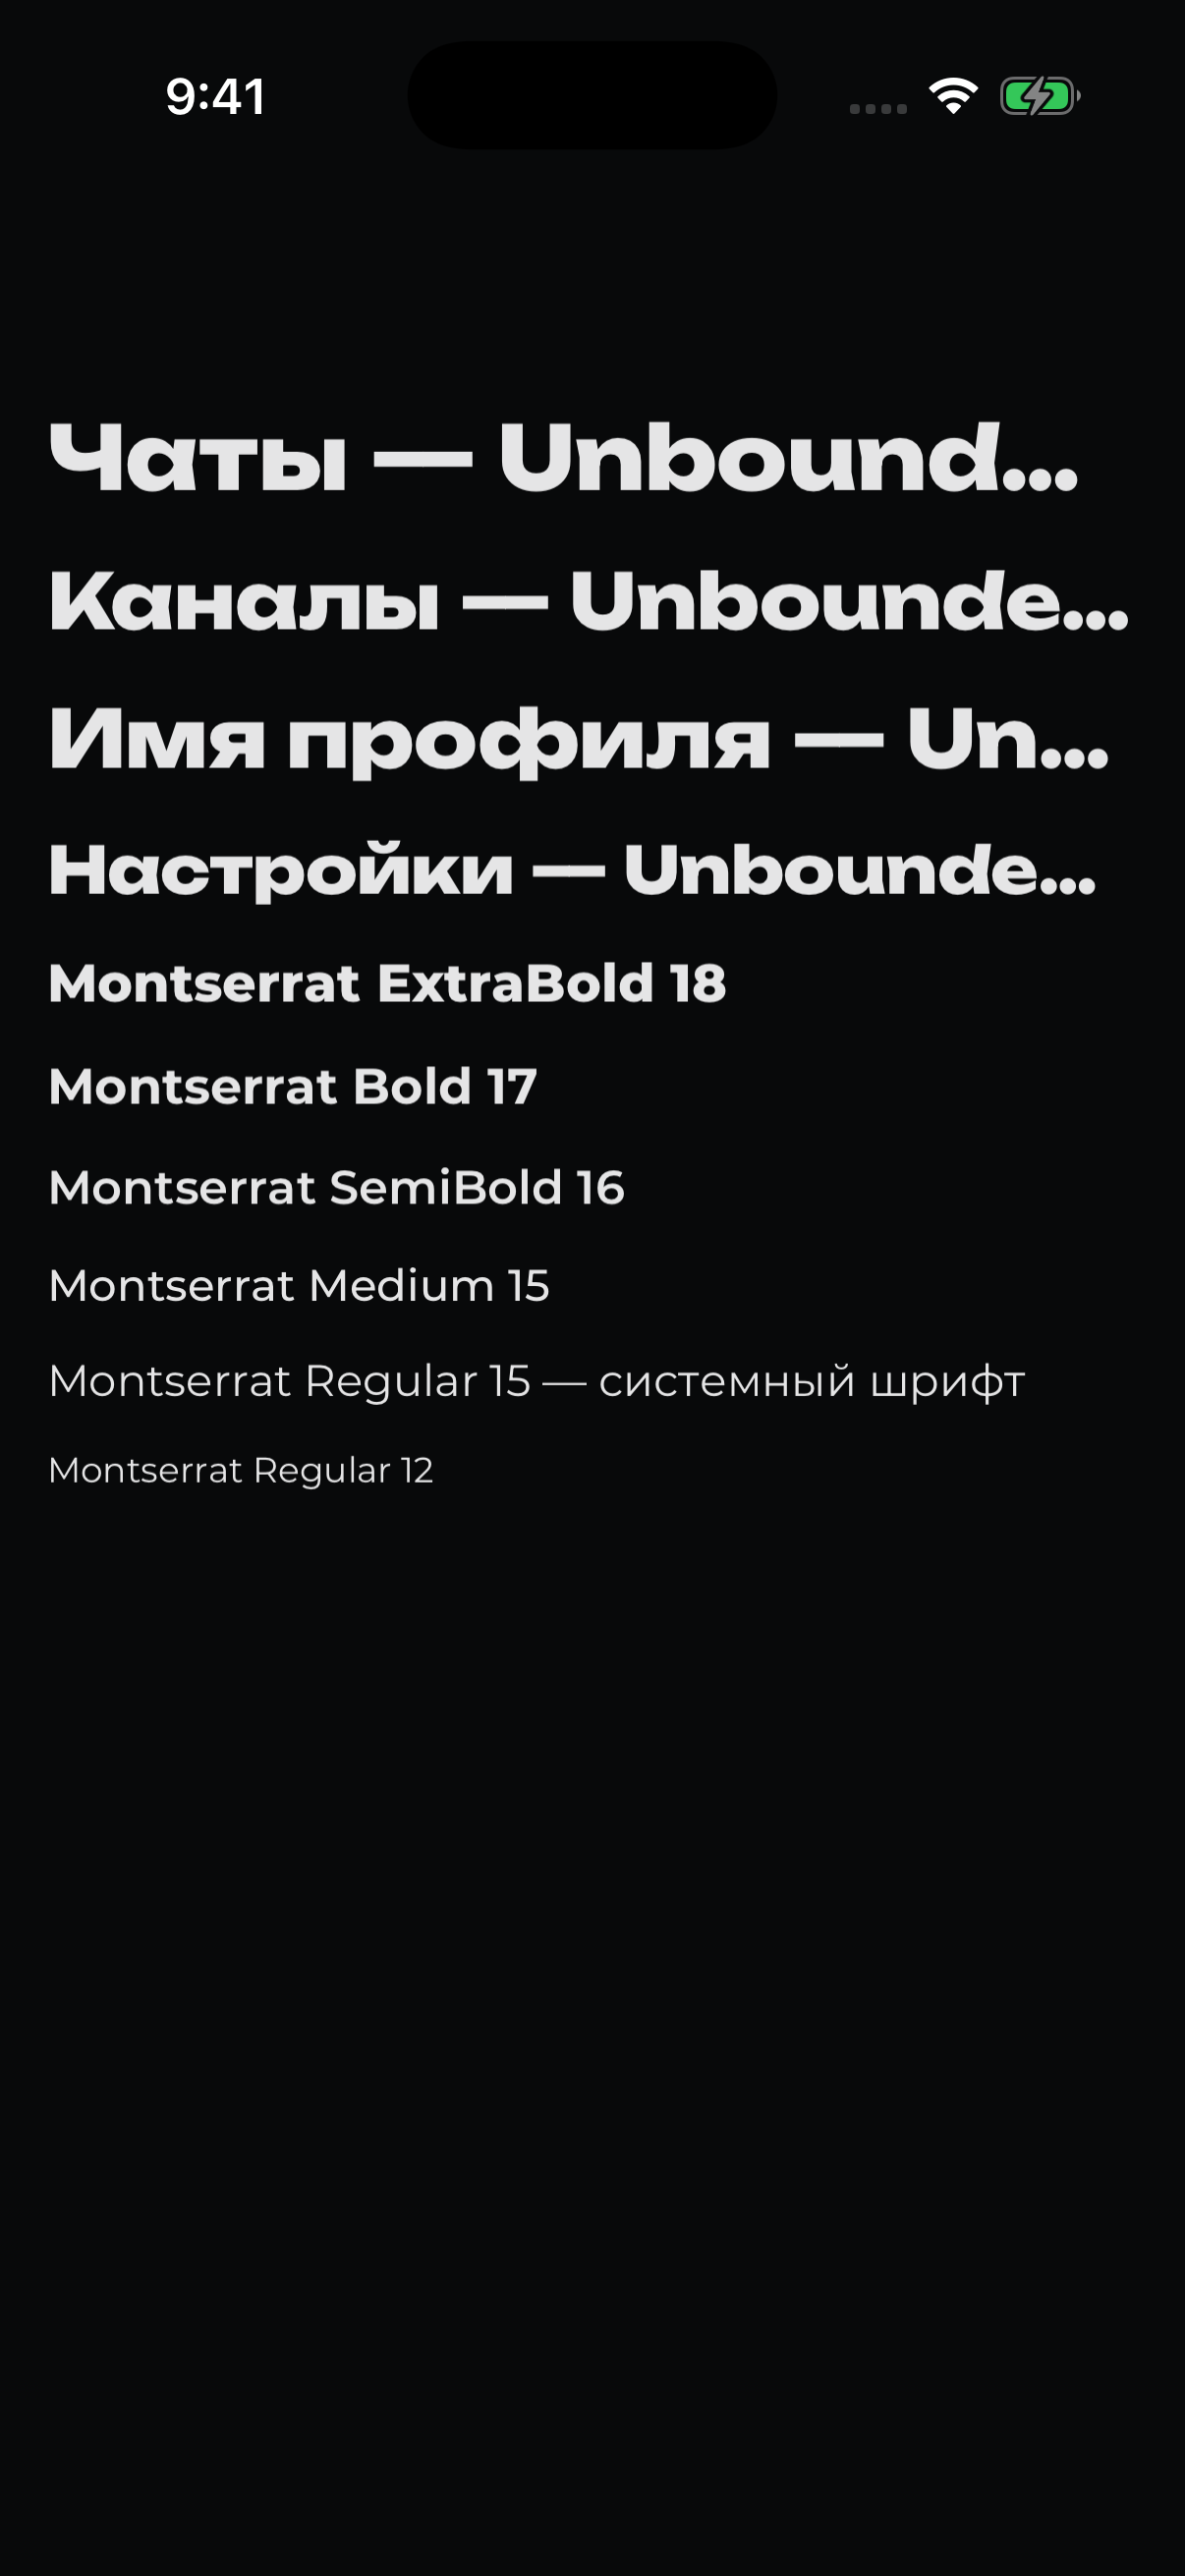 9:41
Чаты — Unbound...
Каналы — Unbounde...
Имя профиля — Un...
Настройки — Unbounde...
Montserrat ExtraBold 18
Montserrat Bold 17
Montserrat SemiBold 16
Montserrat Medium 15
Montserrat Regular 15 — системный шрифт
Montserrat Regular 12